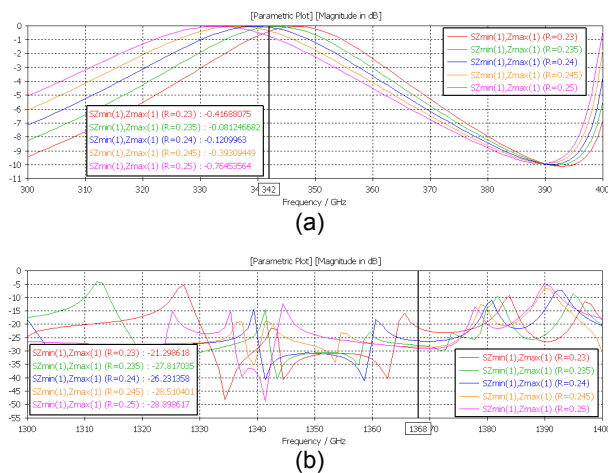 [Parametric Plot] [Magnitude in dB]
0
-1
-2
-3
-4
-5
-6
-7
-8
-9
-10
-11
SZmin(1),Zmax(1) (R=0.23)
SZmin(1),Zmax(1) (R=0.235)
SZmin(1),Zmax(1) (R=0.24)
SZmin(1),Zmax(1) (R=0.245)
SZmin(1),Zmax(1) (R=0.25)
SZmin(1),Zmax(1) (R=0.23) : -0.41688075
SZmin(1),Zmax(1) (R=0.235) : -0.081246682
SZmin(1),Zmax(1) (R=0.24) : -0.1209963
SZmin(1),Zmax(1) (R=0.245) : -0.39309449
SZmin(1),Zmax(1) (R=0.25) : -0.76453564
300 310 320 330 342 350 360 370 380 390 400
Frequency / GHz
(a)
[Parametric Plot] [Magnitude in dB]
0
-5
-10
-15
-20
-25
-30
-35
-40
-45
-50
-55
SZmin(1),Zmax(1) (R=0.23) : -21.298618
SZmin(1),Zmax(1) (R=0.235) : -27.817035
SZmin(1),Zmax(1) (R=0.24) : -26.231358
SZmin(1),Zmax(1) (R=0.245) : -28.510401
SZmin(1),Zmax(1) (R=0.25) : -28.898617
SZmin(1),Zmax(1) (R=0.23)
SZmin(1),Zmax(1) (R=0.235)
SZmin(1),Zmax(1) (R=0.24)
SZmin(1),Zmax(1) (R=0.245)
SZmin(1),Zmax(1) (R=0.25)
1300 1310 1320 1330 1340 1350 1368 1380 1390 1400
Frequency / GHz
(b)